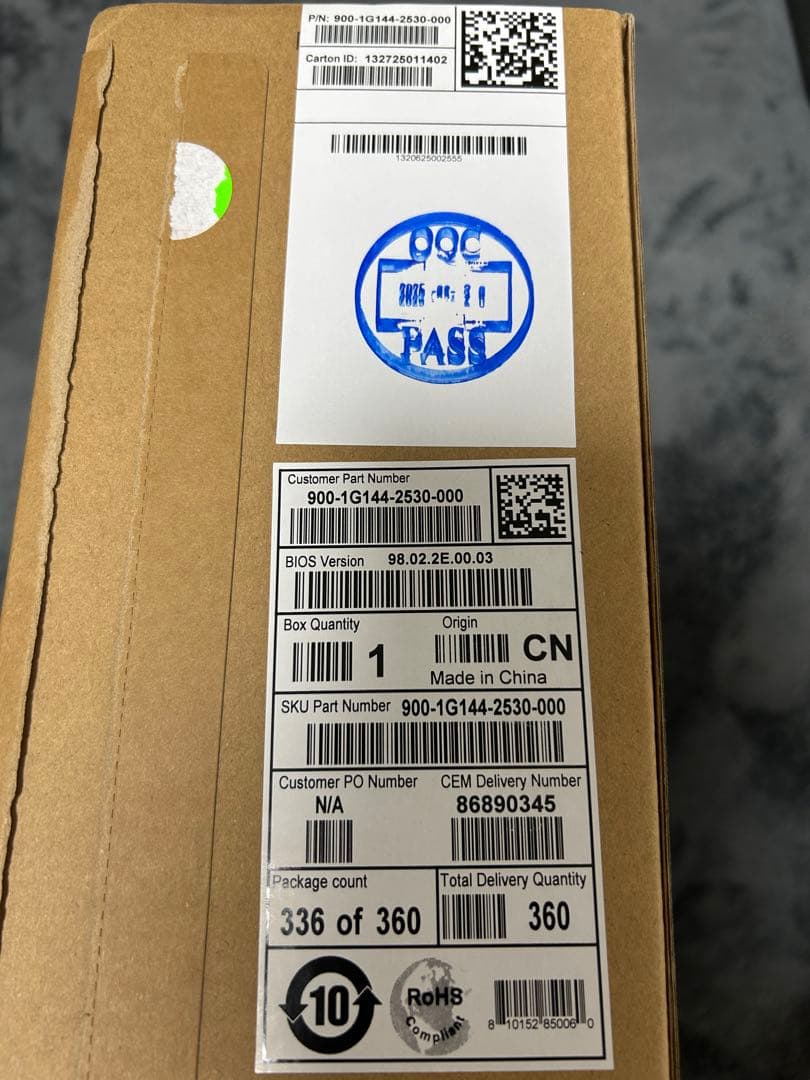 P/N: 900-1G144-2530-000
Carton ID: 132725011402
1320625002555
OQC
PASS
Customer Part Number
900-1G144-2530-000
BIOS Version 98.02.2E.00.03
Box Quantity
1
Origin
CN
Made in China
SKU Part Number 900-1G144-2530-000
Customer PO Number
N/A
CEM Delivery Number
86890345
Package count
336 of 360
Total Delivery Quantity
360
10
RoHS
Compliant
8 10152 85006 0